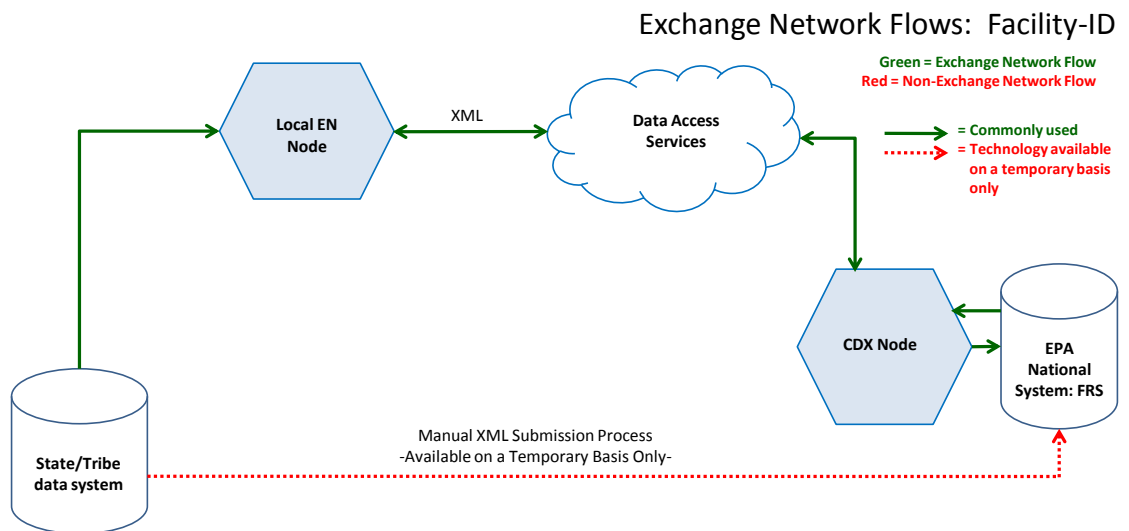 Exchange Network Flows: Facility-ID
Green = Exchange Network Flow
Red = Non-Exchange Network Flow
= Commonly used
= Technology available
on a temporary basis
only
Local EN
Node
XML
Data Access
Services
CDX Node
EPA
National
System: FRS
State/Tribe
data system
Manual XML Submission Process
-Available on a Temporary Basis Only-